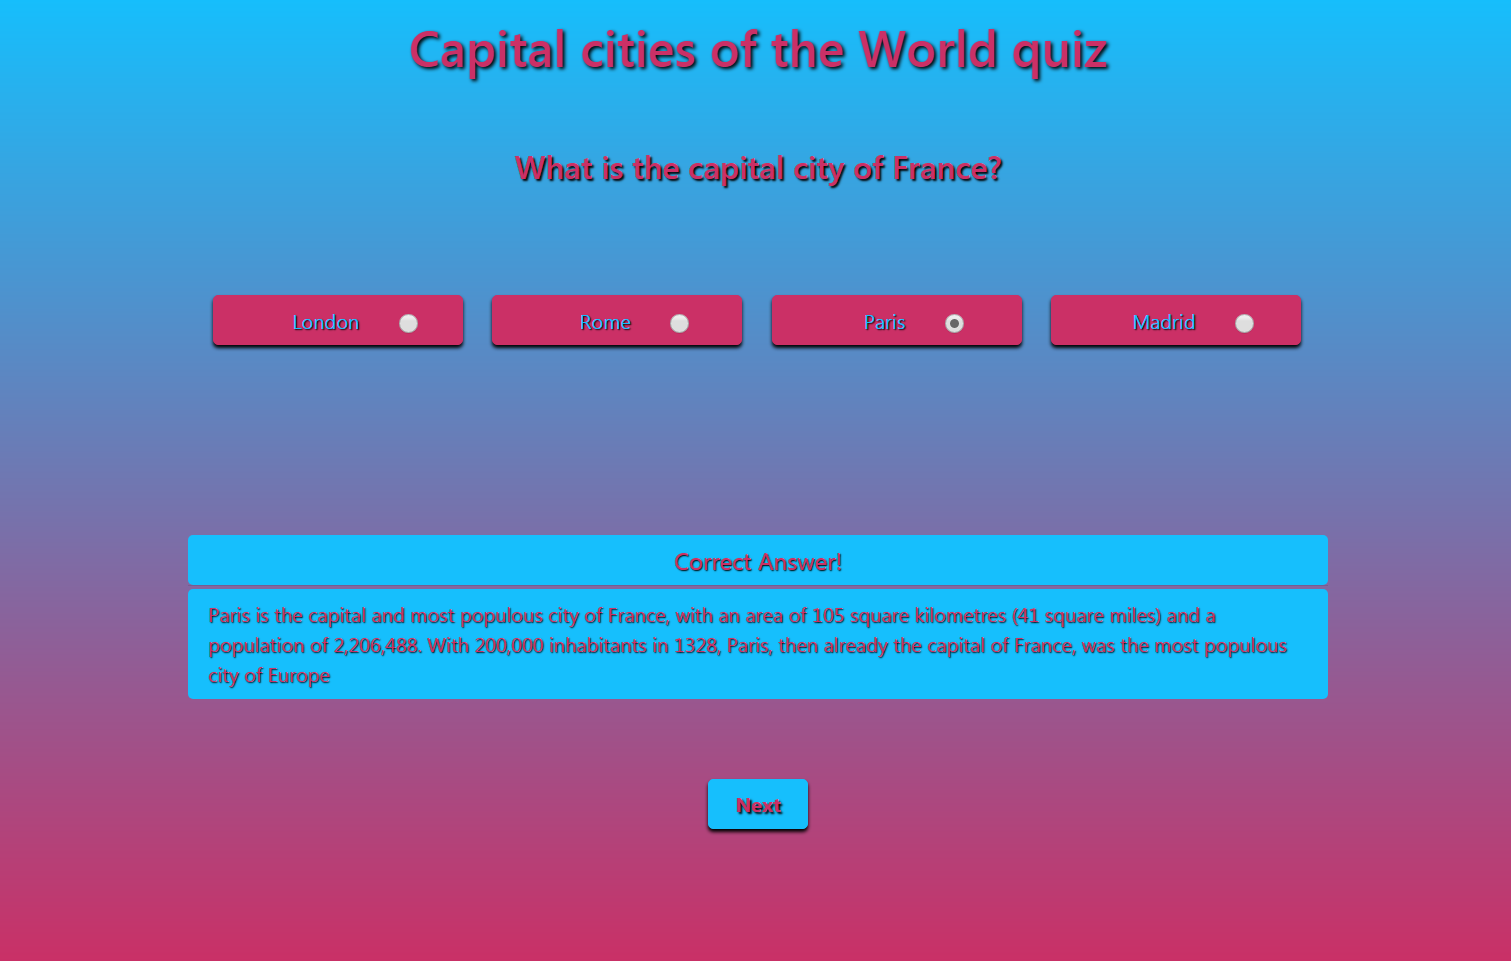 Capital cities of the World quiz
What is the capital city of France?
London
Rome
Paris
Madrid
Correct Answer!
Paris is the capital and most populous city of France, with an area of 105 square kilometres (41 square miles) and a
population of 2,206,488. With 200,000 inhabitants in 1328, Paris, then already the capital of France, was the most populous
city of Europe
Next